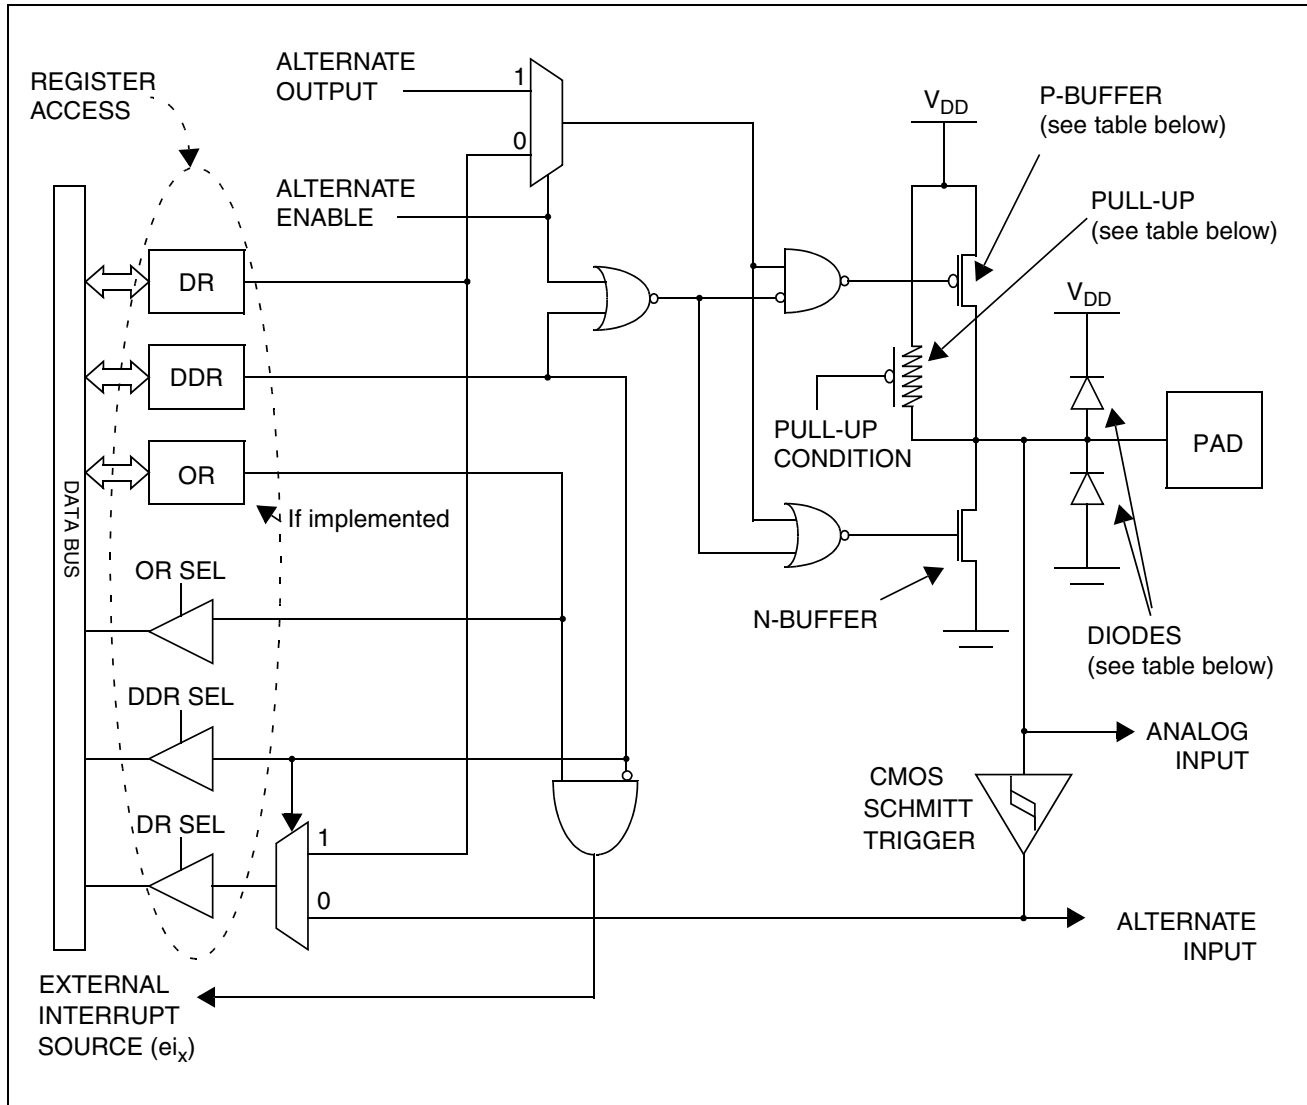 REGISTER
ACCESS
ALTERNATE
OUTPUT
1
0
ALTERNATE
ENABLE
VDD
P-BUFFER
(see table below)
PULL-UP
(see table below)
DR
DDR
OR
If implemented
DATA BUS
PULL-UP
CONDITION
VDD
PAD
OR SEL
N-BUFFER
DIODES
(see table below)
DDR SEL
ANALOG
INPUT
CMOS
SCHMITT
TRIGGER
DR SEL
1
0
ALTERNATE
INPUT
EXTERNAL
INTERRUPT
SOURCE (eix)